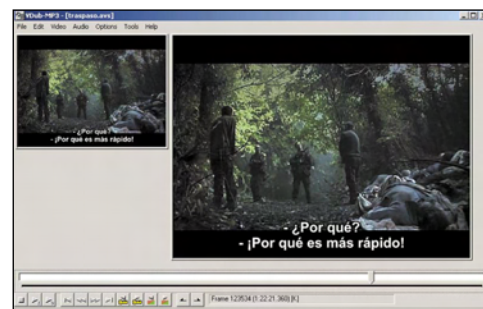 VDub-MP3 - [traspaso.avs]
File Edit Video Audio Options Tools Help
- ¿Por qué?
- ¡Por qué es más rápido!
- ¿Por qué?
- ¡Por qué es más rápido!
Frame 123534 (1:22:21.360) [K]